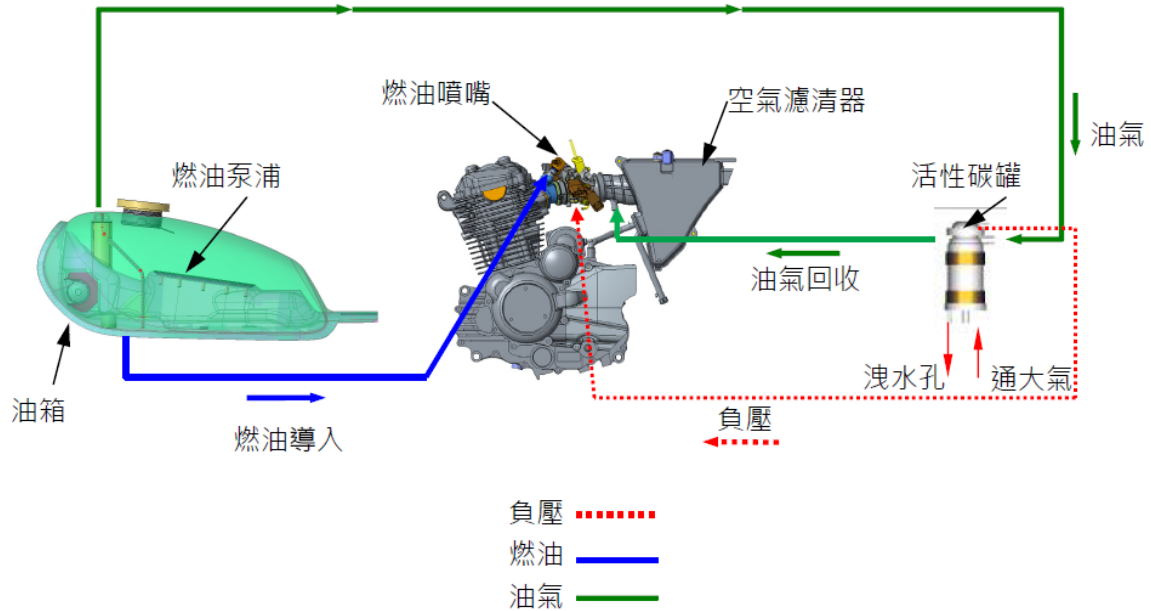 燃油噴嘴
空氣濾清器
油氣
燃油泵浦
活性碳罐
油氣回收
油箱
洩水孔
通大氣
燃油導入
負壓
負壓
燃油
油氣